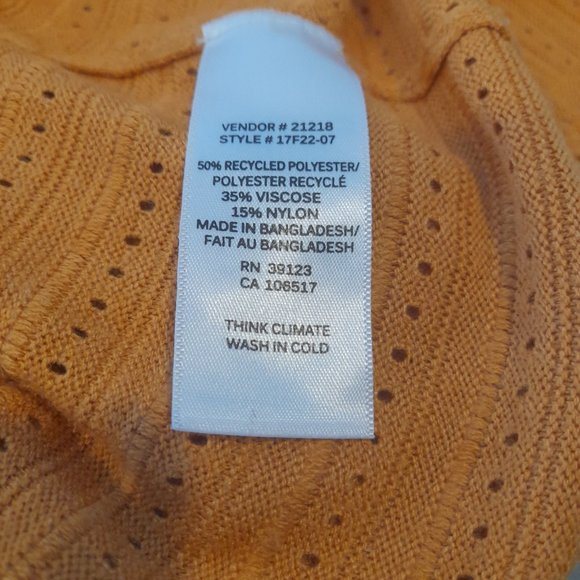 VENDOR # 21218
STYLE # 17F22-07
50% RECYCLED POLYESTER/
POLYESTER RECYCLÉ
35% VISCOSE
15% NYLON
MADE IN BANGLADESH/
FAIT AU BANGLADESH
RN 39123
CA 106517
THINK CLIMATE
WASH IN COLD